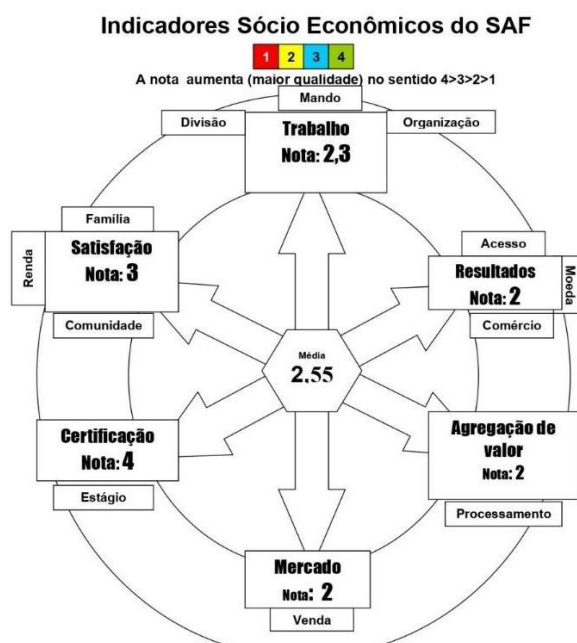 Indicadores Sócio Econômicos do SAF
1 2 3 4
A nota aumenta (maior qualidade) no sentido 4>3>2>1
Mando
Divisão
Organização
Trabalho
Nota: 2,3
Família
Renda
Satisfação
Nota: 3
Comunidade
Acesso
Resultados
Nota: 2
Moeda
Comércio
Média
2,55
Certificação
Nota: 4
Estágio
Agregação de
valor
Nota: 2
Processamento
Mercado
Nota: 2
Venda